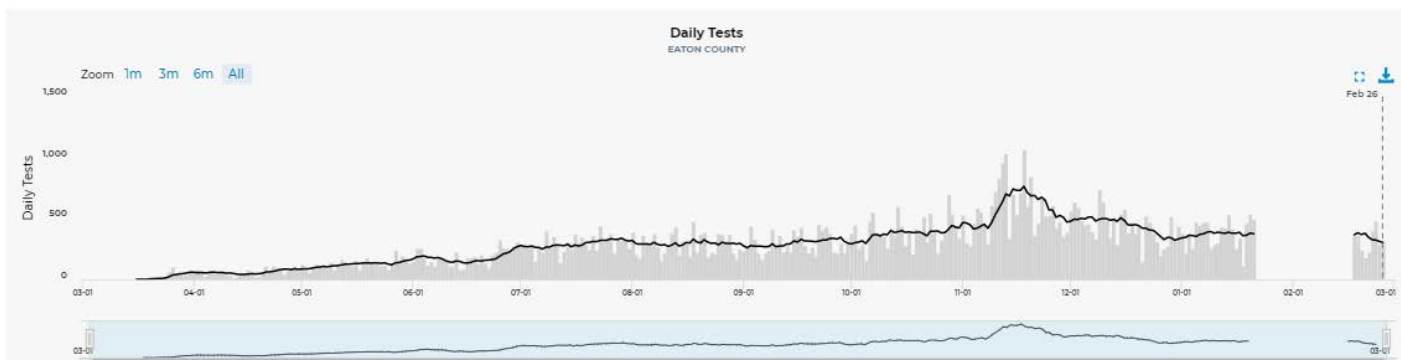 Daily Tests
EATON COUNTY
Zoom 1m 3m 6m All
Feb 26
1,500
1,000
500
0
Daily Tests
03-01 04-01 05-01 06-01 07-01 08-01 09-01 10-01 11-01 12-01 01-01 02-01 03-01
03-01 03-01